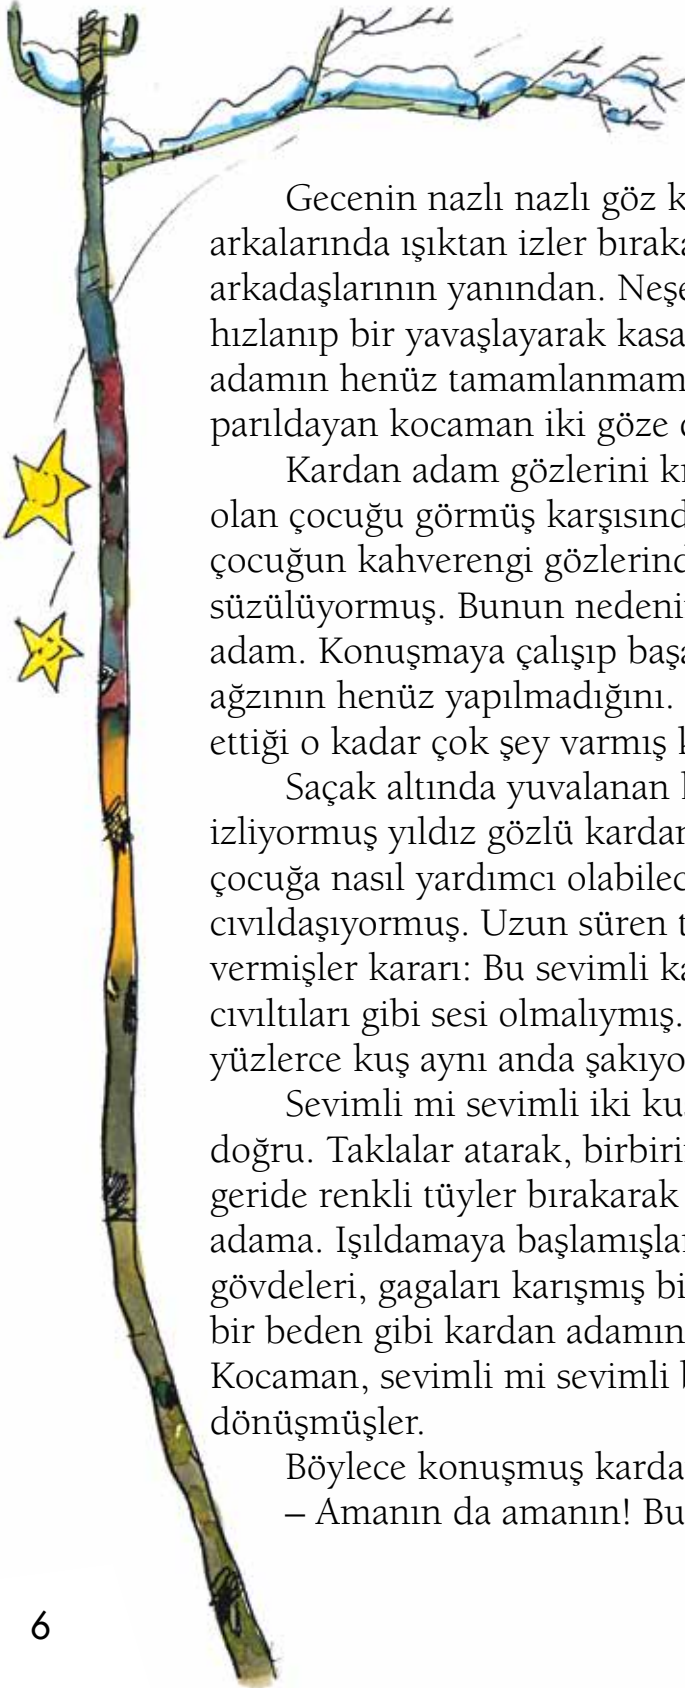 Gecenin nazlı nazlı göz k
arkalarında ışıktan izler bıraka
arkadaşlarının yanından. Neşe
hızlanıp bir yavaşlayarak kasa
adamın henüz tamamlanmam
parıldayan kocaman iki göze
Kardan adam gözlerini kı
olan çocuğu görmüş karşısınd
çocuğun kahverengi gözlerind
süzülüyormuş. Bunun nedeni
adam. Konuşmaya çalışıp başa
ağzının henüz yapılmadığını.
ettiği o kadar çok şey varmış k
Saçak altında yuvalanan
izliyormuş yıldız gözlü kardan
çocuğa nasıl yardımcı olabilec
cıvıldaşıyormuş. Uzun süren t
vermişler kararı: Bu sevimli ka
cıvıltıları gibi sesi olmalıymış.
yüzlerce kuş aynı anda şakıyo
Sevimli mi sevimli iki kuş
doğru. Taklalar atarak, birbiri
geride renkli tüyler bırakarak
adama. Işıldamaya başlamışlar
gövdeleri, gagaları karışmış bi
bir beden gibi kardan adamın
Kocaman, sevimli mi sevimli b
dönüşmüşler.
Böylece konuşmuş karda
– Amanın da amanın! Bu
6